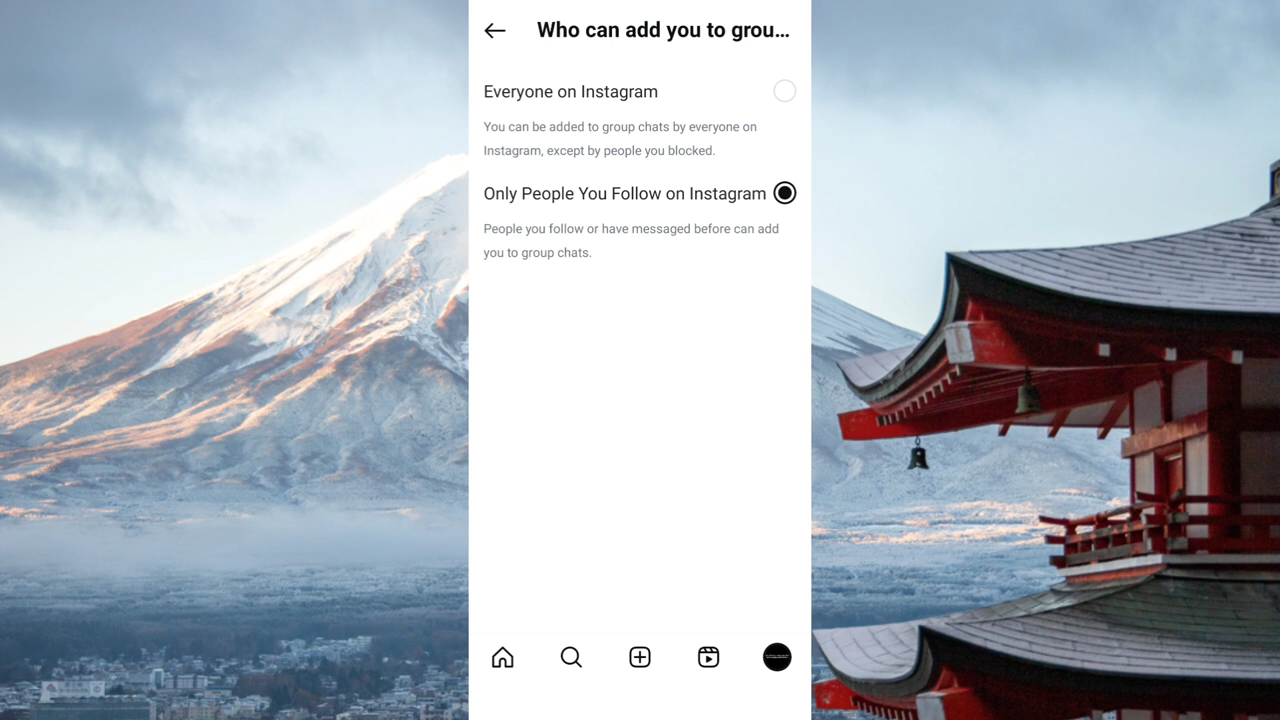 Who can add you to grou...
Everyone on Instagram
You can be added to group chats by everyone on
Instagram, except by people you blocked.
Only People You Follow on Instagram
People you follow or have messaged before can add
you to group chats.